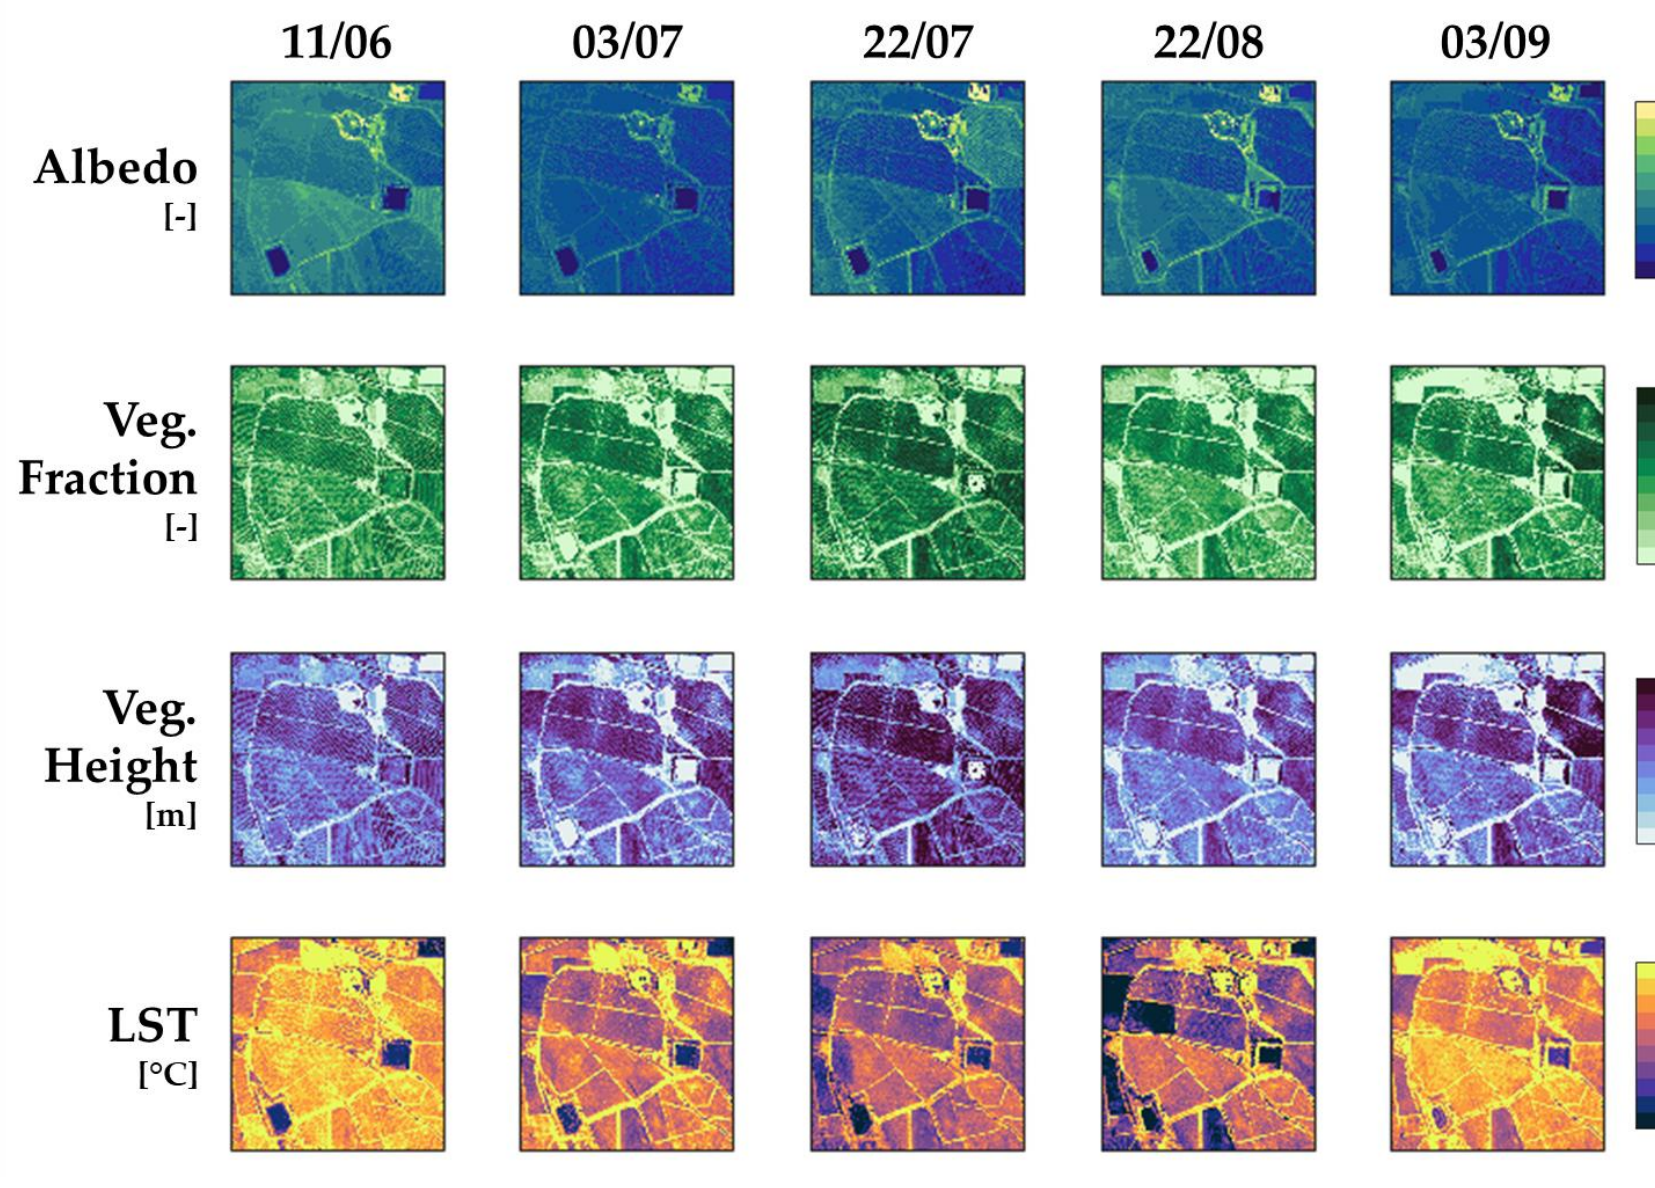 11/06 03/07 22/07 22/08 03/09
Albedo
[-]
Veg.
Fraction
[-]
Veg.
Height
[m]
LST
[°C]